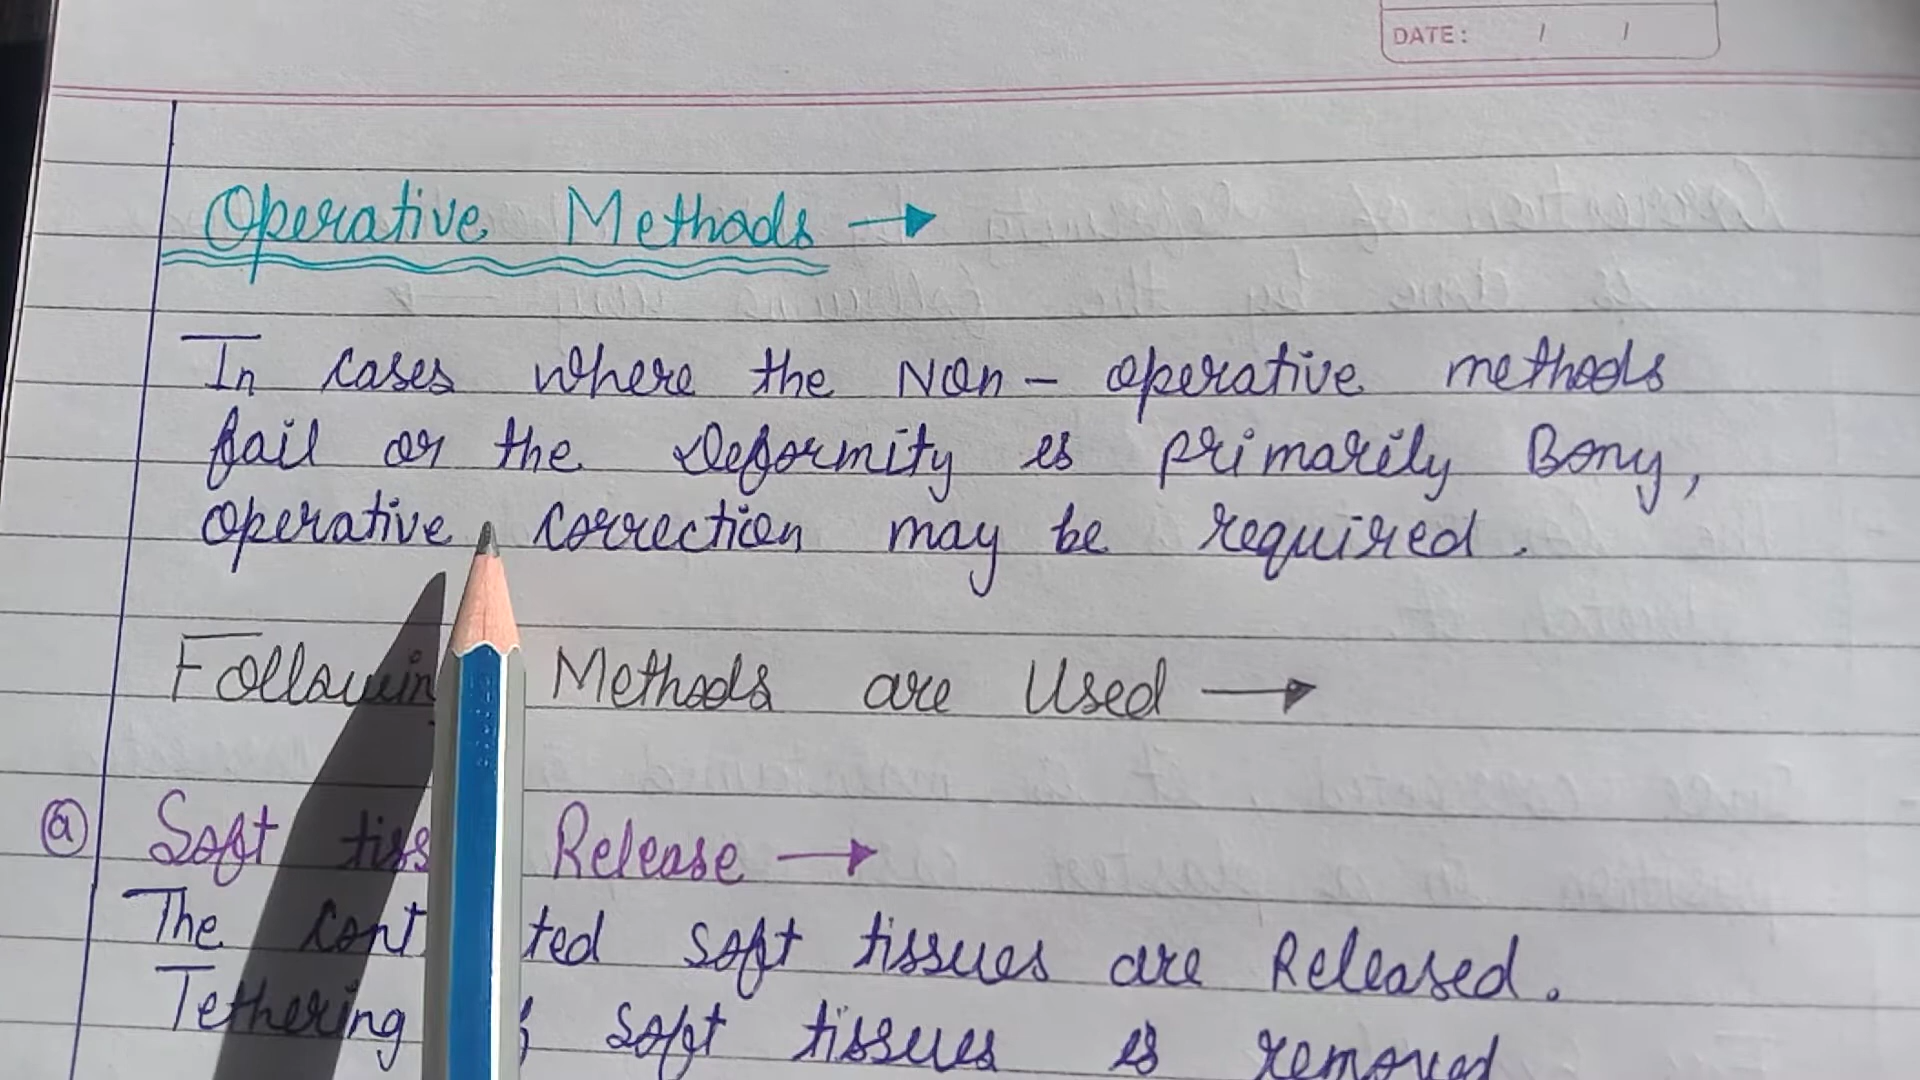 DATE: / /
Operative Methods →
In cases where the Non - operative methods
fail or the Deformity is primarily Bony,
operative correction may be required.
Methods are Used →
ⓐ Soft Release →
The soft tissues are Released.
Tethering soft tissues is removed